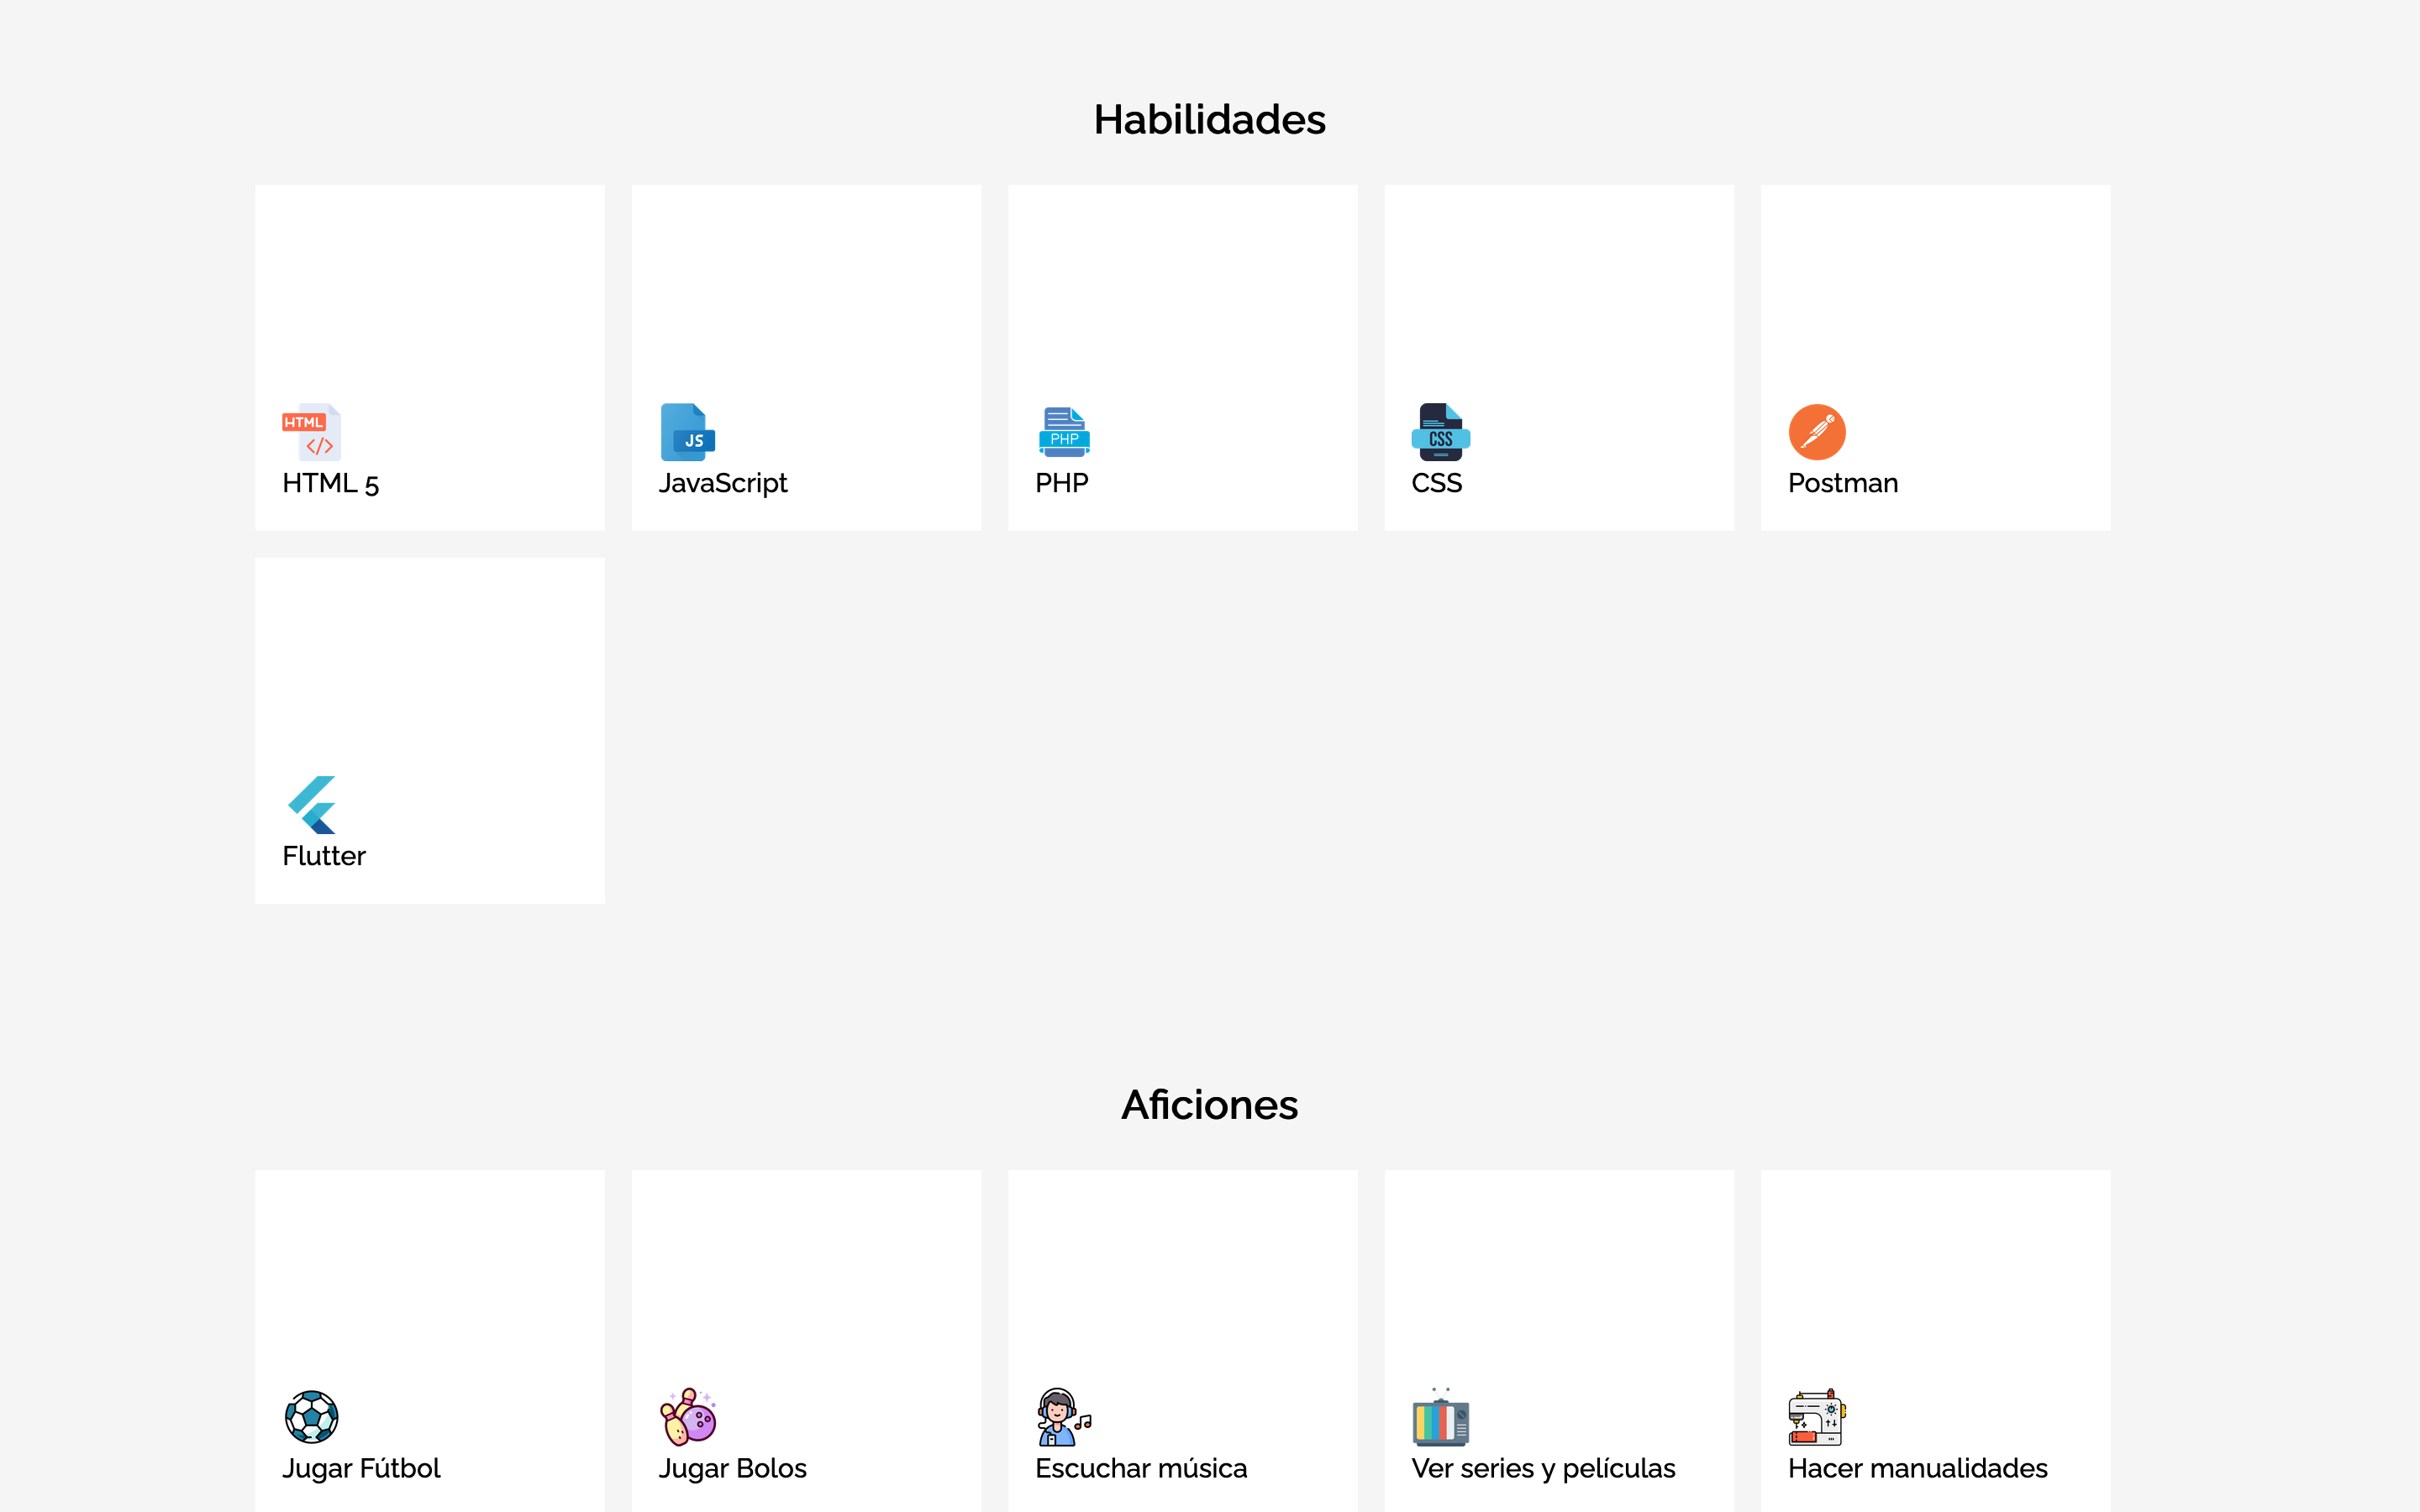 Habilidades
HTML
HTML 5
JS
JavaScript
PHP
PHP
CSS
CSS
Postman
Flutter
Aficiones
Jugar Fútbol
Jugar Bolos
Escuchar música
Ver series y películas
Hacer manualidades